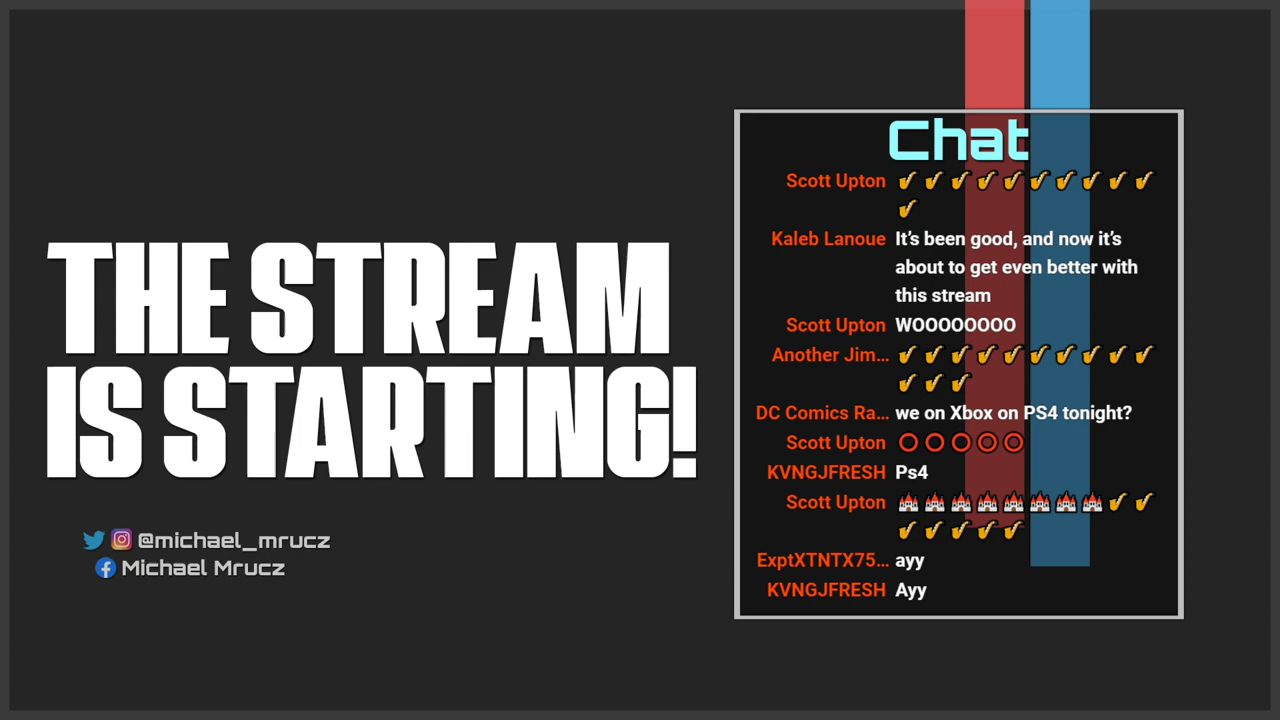 THE STREAM
IS STARTING!
@michael_mrucz
Michael Mrucz
Chat
Scott Upton 🎷🎷🎷🎷🎷🎷🎷🎷🎷🎷
🎷
Kaleb Lanoue It's been good, and now it's
about to get even better with
this stream
Scott Upton WOOOOOOOO
Another Jim... 🎷🎷🎷🎷🎷🎷🎷🎷🎷🎷
🎷🎷🎷
DC Comics Ra... we on Xbox on PS4 tonight?
Scott Upton ⭕⭕⭕⭕⭕
KVNGJFRESH Ps4
Scott Upton 🏰🏰🏰🏰🏰🏰🏰🏰🎷🎷
🎷🎷🎷🎷🎷
ExptXTNTX75... ayy
KVNGJFRESH Ayy